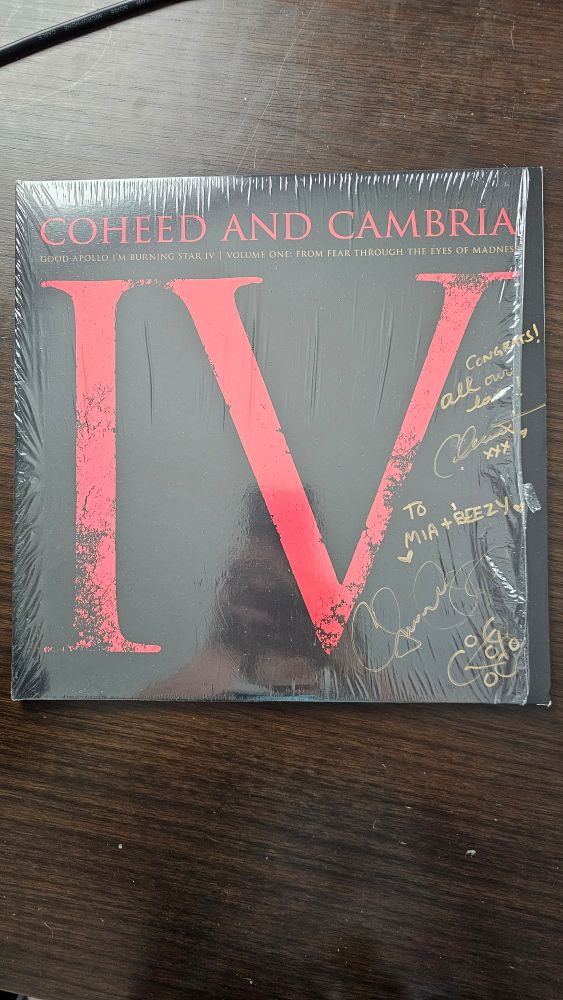 COHEED AND CAMBRIA
GOOD APOLLO I'M BURNING STAR IV | VOLUME ONE: FROM FEAR THROUGH THE EYES OF MADNESS
IV
CONGRATS!
all our
love!
xxx
TO
MIA + BEEZY